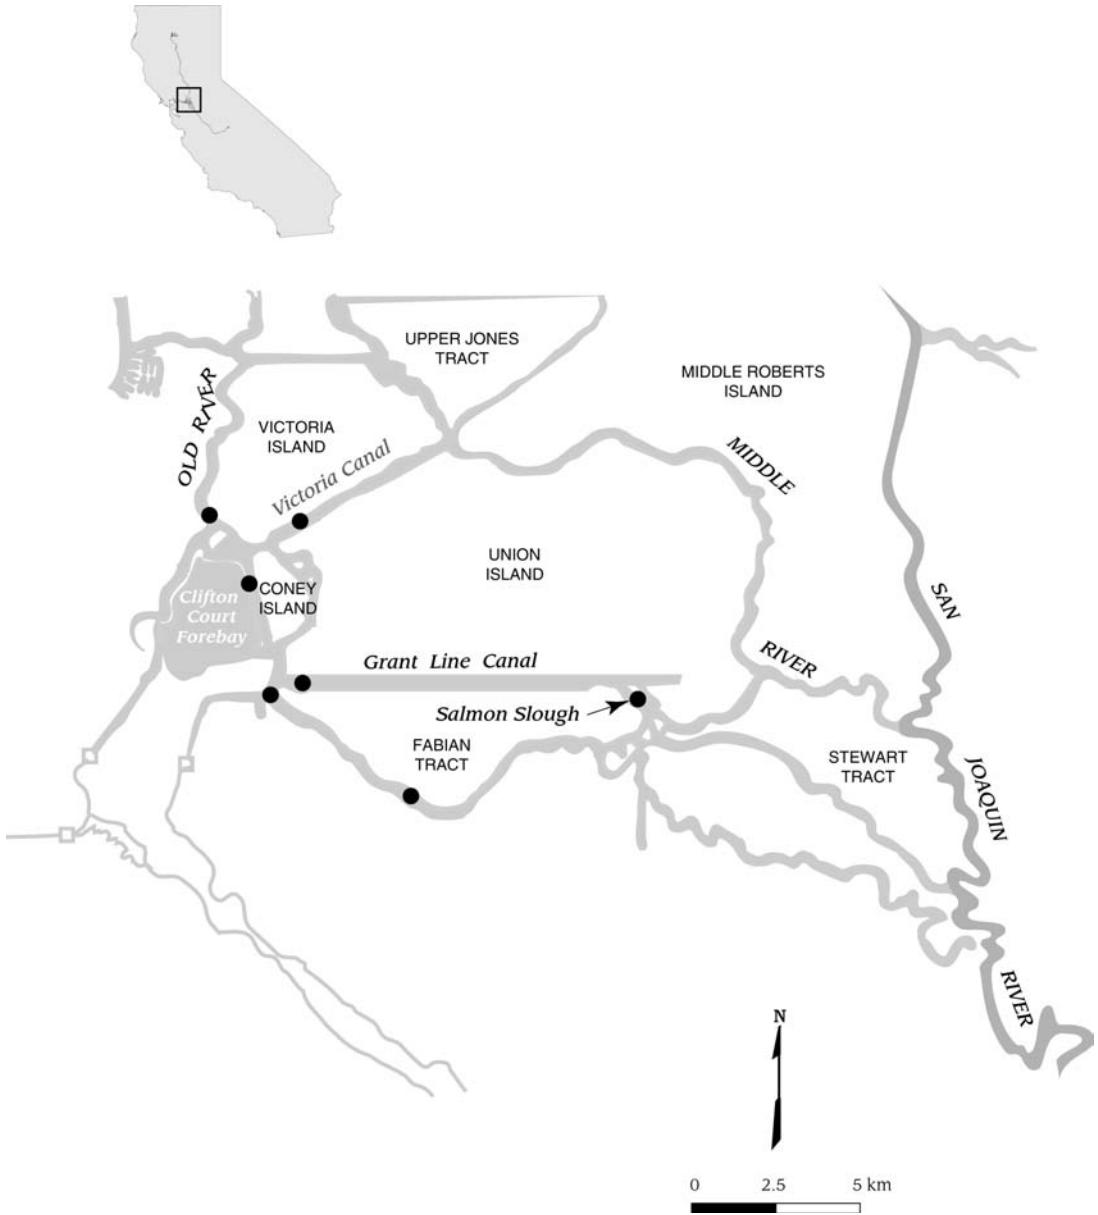 UPPER JONES
TRACT
MIDDLE ROBERTS
ISLAND
OLD RIVER
VICTORIA
ISLAND
Victoria Canal
MIDDLE
UNION
ISLAND
CONEY
ISLAND
Clifton
Court
Forebay
SAN
RIVER
Grant Line Canal
Salmon Slough
FABIAN
TRACT
STEWART
TRACT
JOAQUIN
RIVER
N
0 2.5 5 km